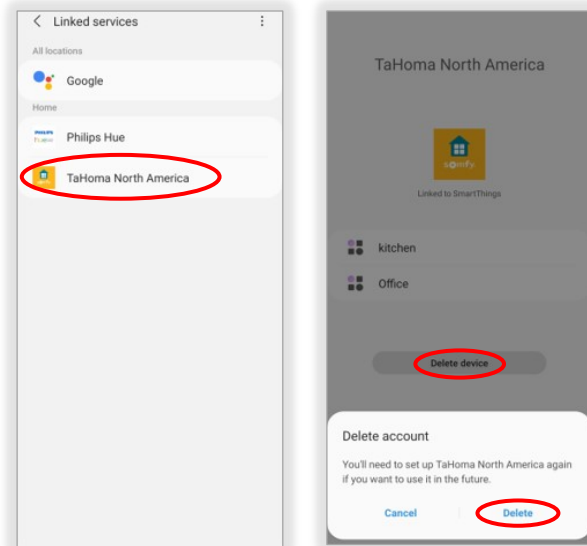 Linked services
All locations
Google
Home
PHILIPS
Philips Hue
somfy
TaHoma North America
TaHoma North America
somfy
Linked to SmartThings
kitchen
Office
Delete device
Delete account
You'll need to set up TaHoma North America again
if you want to use it in the future.
Cancel
Delete